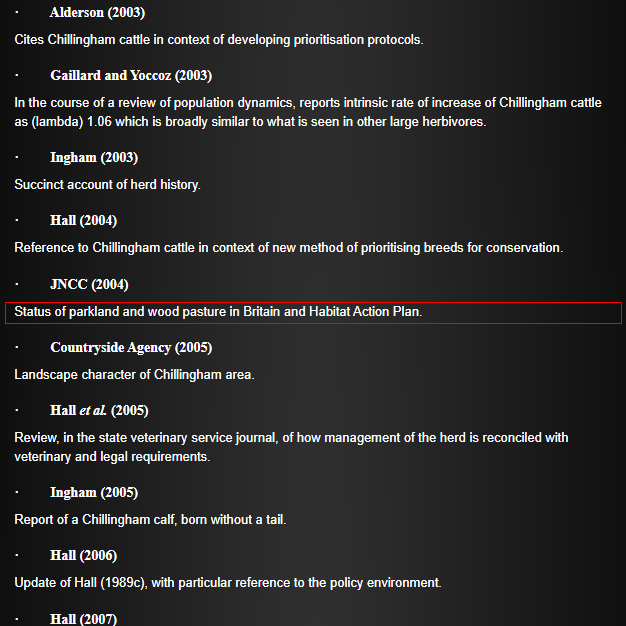 · Alderson (2003)
Cites Chillingham cattle in context of developing prioritisation protocols.
· Gaillard and Yoccoz (2003)
In the course of a review of population dynamics, reports intrinsic rate of increase of Chillingham cattle
as (lambda) 1.06 which is broadly similar to what is seen in other large herbivores.
· Ingham (2003)
Succinct account of herd history.
· Hall (2004)
Reference to Chillingham cattle in context of new method of prioritising breeds for conservation.
· JNCC (2004)
Status of parkland and wood pasture in Britain and Habitat Action Plan.
· Countryside Agency (2005)
Landscape character of Chillingham area.
· Hall et al. (2005)
Review, in the state veterinary service journal, of how management of the herd is reconciled with
veterinary and legal requirements.
· Ingham (2005)
Report of a Chillingham calf, born without a tail.
· Hall (2006)
Update of Hall (1989c), with particular reference to the policy environment.
· Hall (2007)